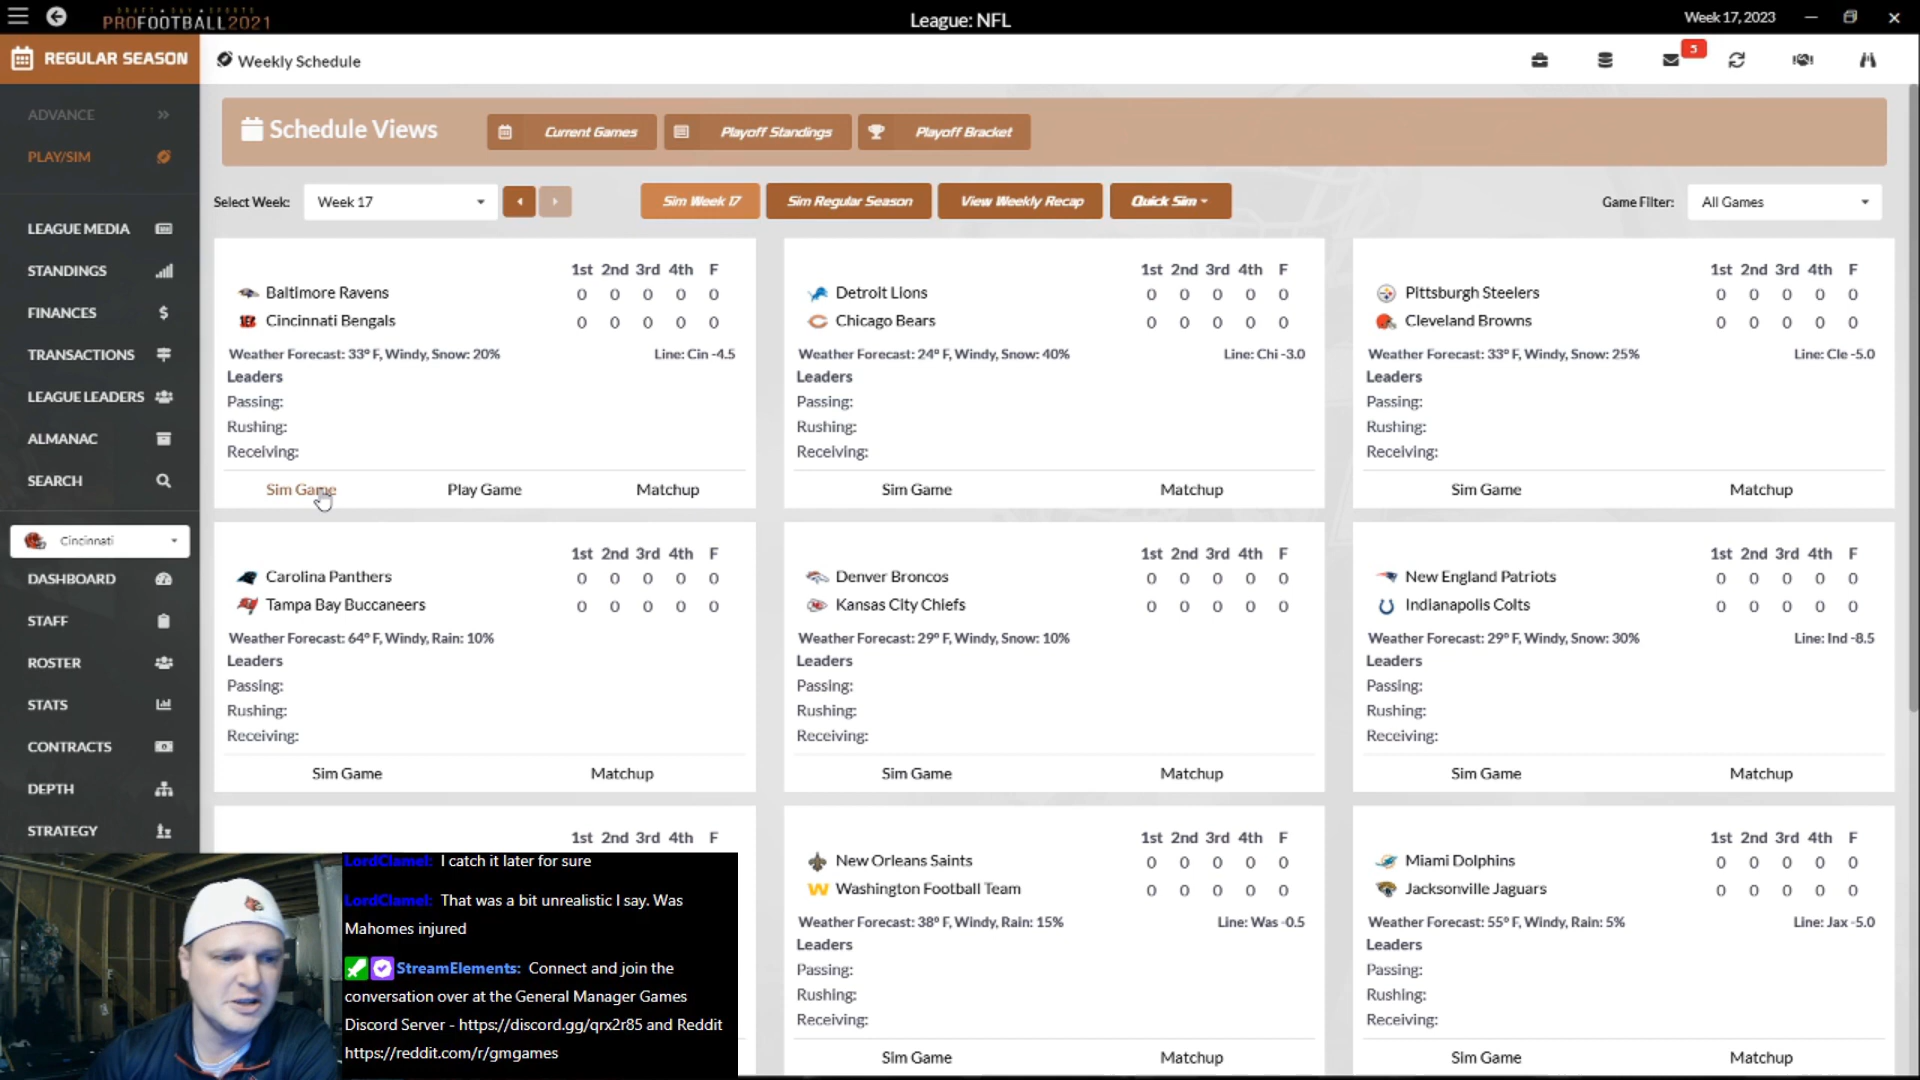 DRAFT DAY SPORTS
PROFOOTBALL2021
League: NFL
Week 17, 2023
REGULAR SEASON
Weekly Schedule
5
ADVANCE
PLAY/SIM
LEAGUE MEDIA
STANDINGS
FINANCES
TRANSACTIONS
LEAGUE LEADERS
ALMANAC
SEARCH
Cincinnati
DASHBOARD
STAFF
ROSTER
STATS
CONTRACTS
DEPTH
STRATEGY
Schedule Views
Current Games
Playoff Standings
Playoff Bracket
Select Week: Week 17
Sim Week 17
Sim Regular Season
View Weekly Recap
Quick Sim
Game Filter: All Games
1st 2nd 3rd 4th F
Baltimore Ravens 0 0 0 0 0
Cincinnati Bengals 0 0 0 0 0
Weather Forecast: 33° F, Windy, Snow: 20% Line: Cin -4.5
Leaders
Passing:
Rushing:
Receiving:
Sim Game Play Game Matchup
1st 2nd 3rd 4th F
Detroit Lions 0 0 0 0 0
Chicago Bears 0 0 0 0 0
Weather Forecast: 24° F, Windy, Snow: 40% Line: Chi -3.0
Leaders
Passing:
Rushing:
Receiving:
Sim Game Matchup
1st 2nd 3rd 4th F
Pittsburgh Steelers 0 0 0 0 0
Cleveland Browns 0 0 0 0 0
Weather Forecast: 33° F, Windy, Snow: 25% Line: Cle -5.0
Leaders
Passing:
Rushing:
Receiving:
Sim Game Matchup
1st 2nd 3rd 4th F
Carolina Panthers 0 0 0 0 0
Tampa Bay Buccaneers 0 0 0 0 0
Weather Forecast: 64° F, Windy, Rain: 10%
Leaders
Passing:
Rushing:
Receiving:
Sim Game Matchup
1st 2nd 3rd 4th F
Denver Broncos 0 0 0 0 0
Kansas City Chiefs 0 0 0 0 0
Weather Forecast: 29° F, Windy, Snow: 10%
Leaders
Passing:
Rushing:
Receiving:
Sim Game Matchup
1st 2nd 3rd 4th F
New England Patriots 0 0 0 0 0
Indianapolis Colts 0 0 0 0 0
Weather Forecast: 29° F, Windy, Snow: 30% Line: Ind -8.5
Leaders
Passing:
Rushing:
Receiving:
Sim Game Matchup
1st 2nd 3rd 4th F
1st 2nd 3rd 4th F
New Orleans Saints 0 0 0 0 0
Washington Football Team 0 0 0 0 0
Weather Forecast: 38° F, Windy, Rain: 15% Line: Was -0.5
Leaders
Passing:
Rushing:
Receiving:
Sim Game Matchup
1st 2nd 3rd 4th F
Miami Dolphins 0 0 0 0 0
Jacksonville Jaguars 0 0 0 0 0
Weather Forecast: 55° F, Windy, Rain: 5% Line: Jax -5.0
Leaders
Passing:
Rushing:
Receiving:
Sim Game Matchup
LordClamel: I catch it later for sure
LordClamel: That was a bit unrealistic I say. Was
Mahomes injured
StreamElements: Connect and join the
conversation over at the General Manager Games
Discord Server - https://discord.gg/qrx2r85 and Reddit
https://reddit.com/r/gmgames